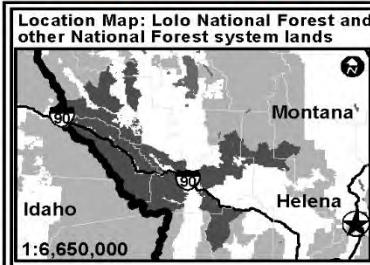 Location Map: Lolo National Forest and
other National Forest system lands
Montana
90
90
Idaho
Helena
1:6,650,000